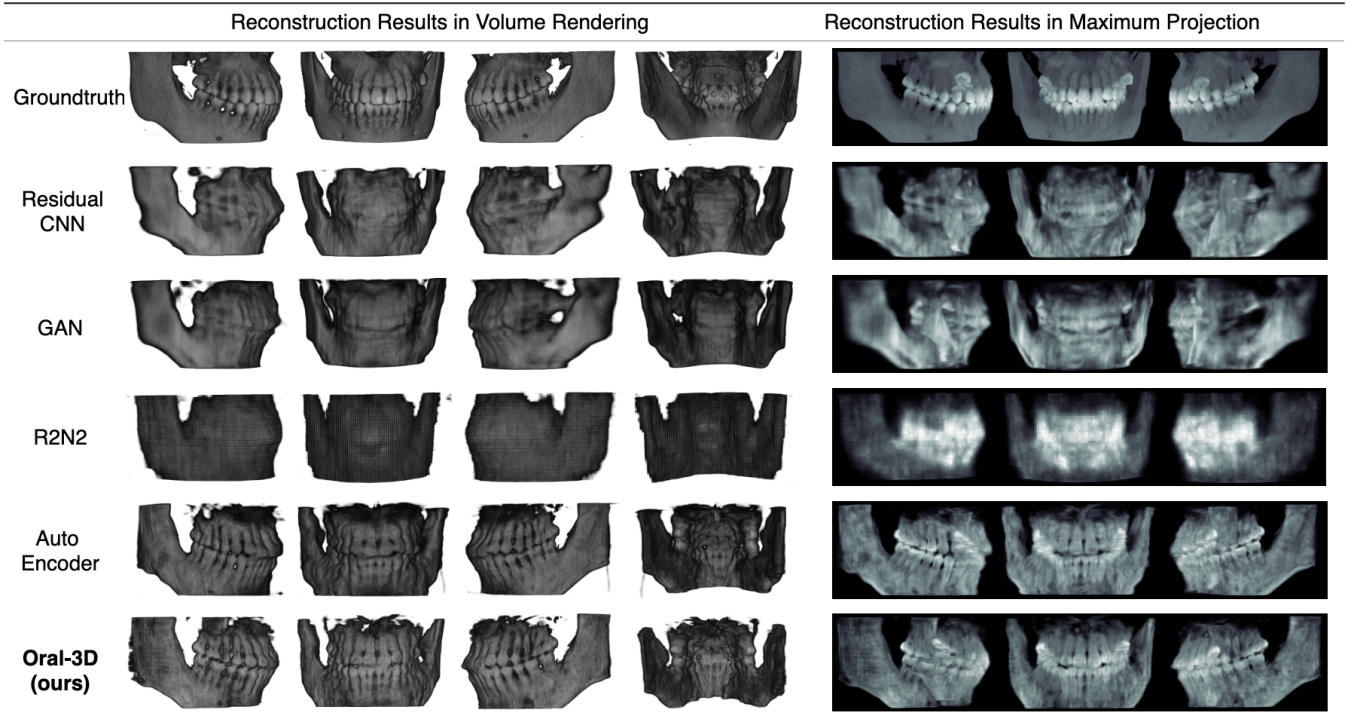 Reconstruction Results in Volume Rendering
Reconstruction Results in Maximum Projection
Groundtruth
Residual
CNN
GAN
R2N2
Auto
Encoder
Oral-3D
(ours)